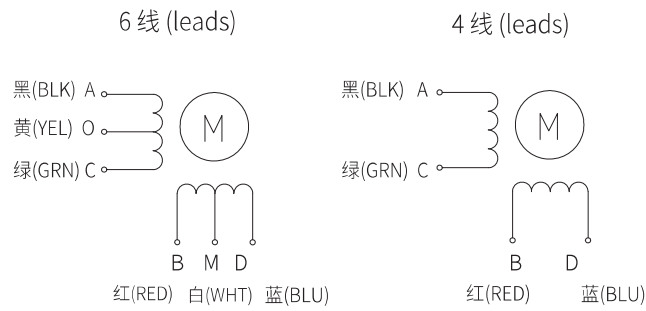 6 线 (leads)
4 线 (leads)
黑(BLK) A
黄(YEL) O
绿(GRN) C
M
B M D
红(RED) 白(WHT) 蓝(BLU)
黑(BLK) A
绿(GRN) C
M
B D
红(RED) 蓝(BLU)